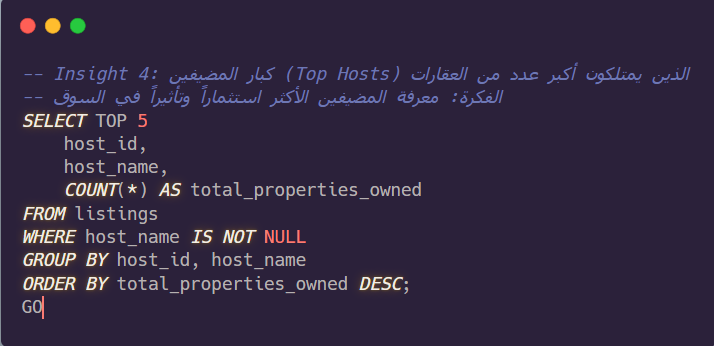 -- Insight 4: كبار المضيفين (Top Hosts) الذين يمتلكون أكبر عدد من العقارات
-- الفكرة: معرفة المضيفين الأكثر استثماراً وتأثيراً في السوق
SELECT TOP 5
    host_id,
    host_name,
    COUNT(*) AS total_properties_owned
FROM listings
WHERE host_name IS NOT NULL
GROUP BY host_id, host_name
ORDER BY total_properties_owned DESC;
GO